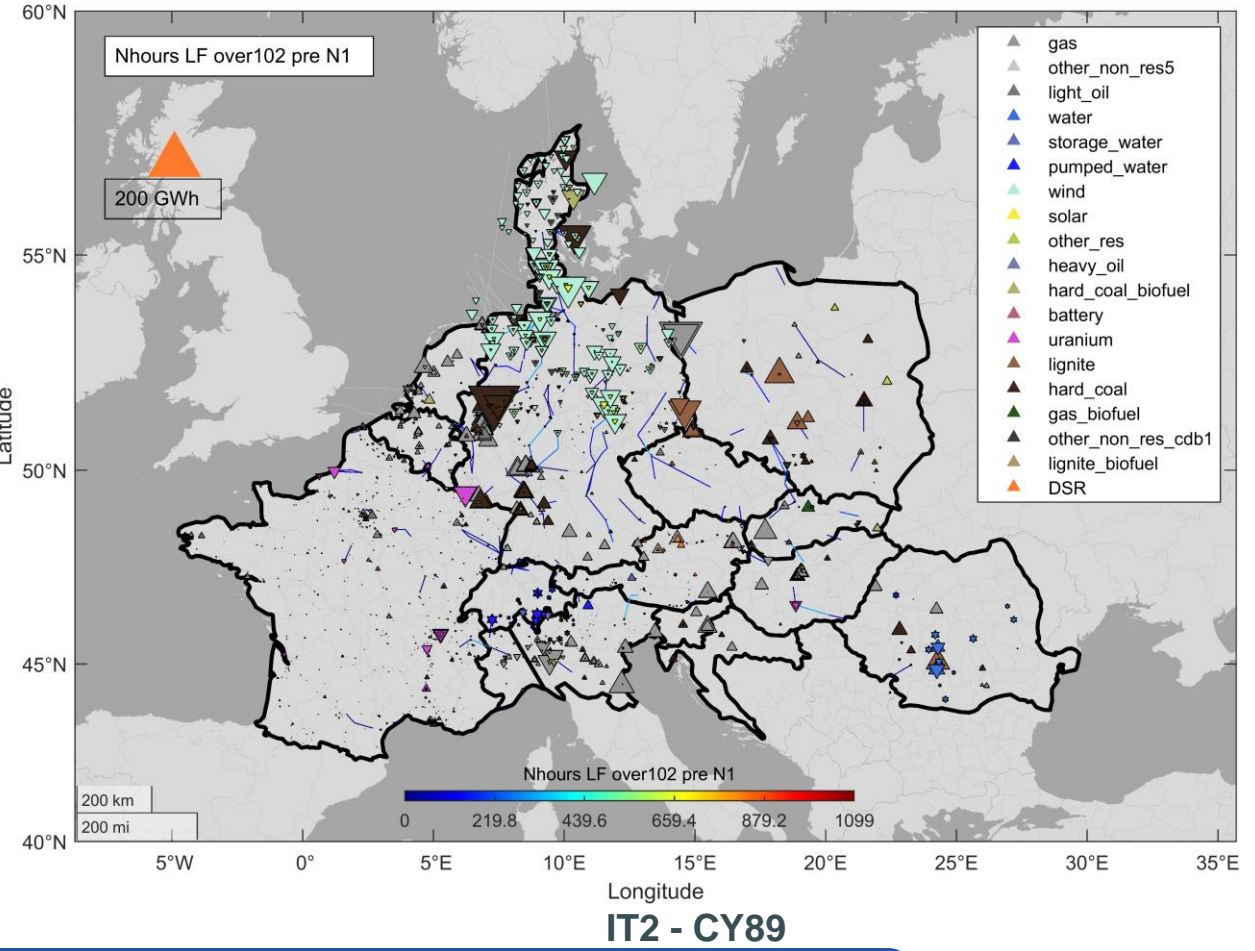 60°N
55°N
50°N
45°N
40°N
Latitude
Nhours LF over102 pre N1
200 GWh
gas
other_non_res5
light_oil
water
storage_water
pumped_water
wind
solar
other_res
heavy_oil
hard_coal_biofuel
battery
uranium
lignite
hard_coal
gas_biofuel
other_non_res_cdb1
lignite_biofuel
DSR
Nhours LF over102 pre N1
0 219.8 439.6 659.4 879.2 1099
200 km
200 mi
5°W 0° 5°E 10°E 15°E 20°E 25°E 30°E 35°E
Longitude
IT2 - CY89